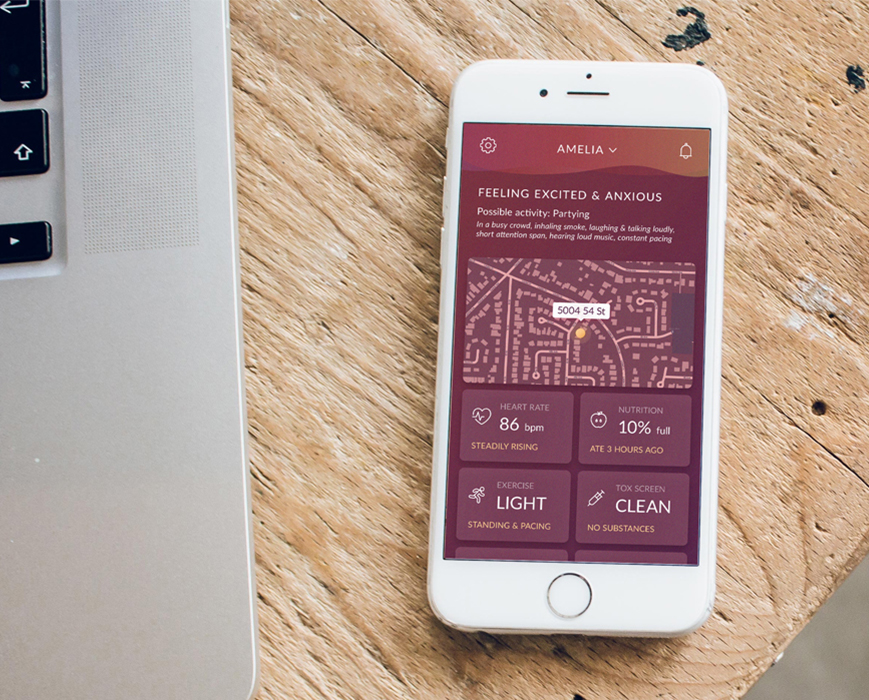 AMELIA
FEELING EXCITED & ANXIOUS
Possible activity: Partying
In a busy crowd, inhaling smoke, laughing & talking loudly,
short attention span, hearing loud music, constant pacing
5004 54 St
HEART RATE
86 bpm
STEADILY RISING
NUTRITION
10% full
ATE 3 HOURS AGO
EXERCISE
LIGHT
STANDING & PACING
TOX SCREEN
CLEAN
NO SUBSTANCES